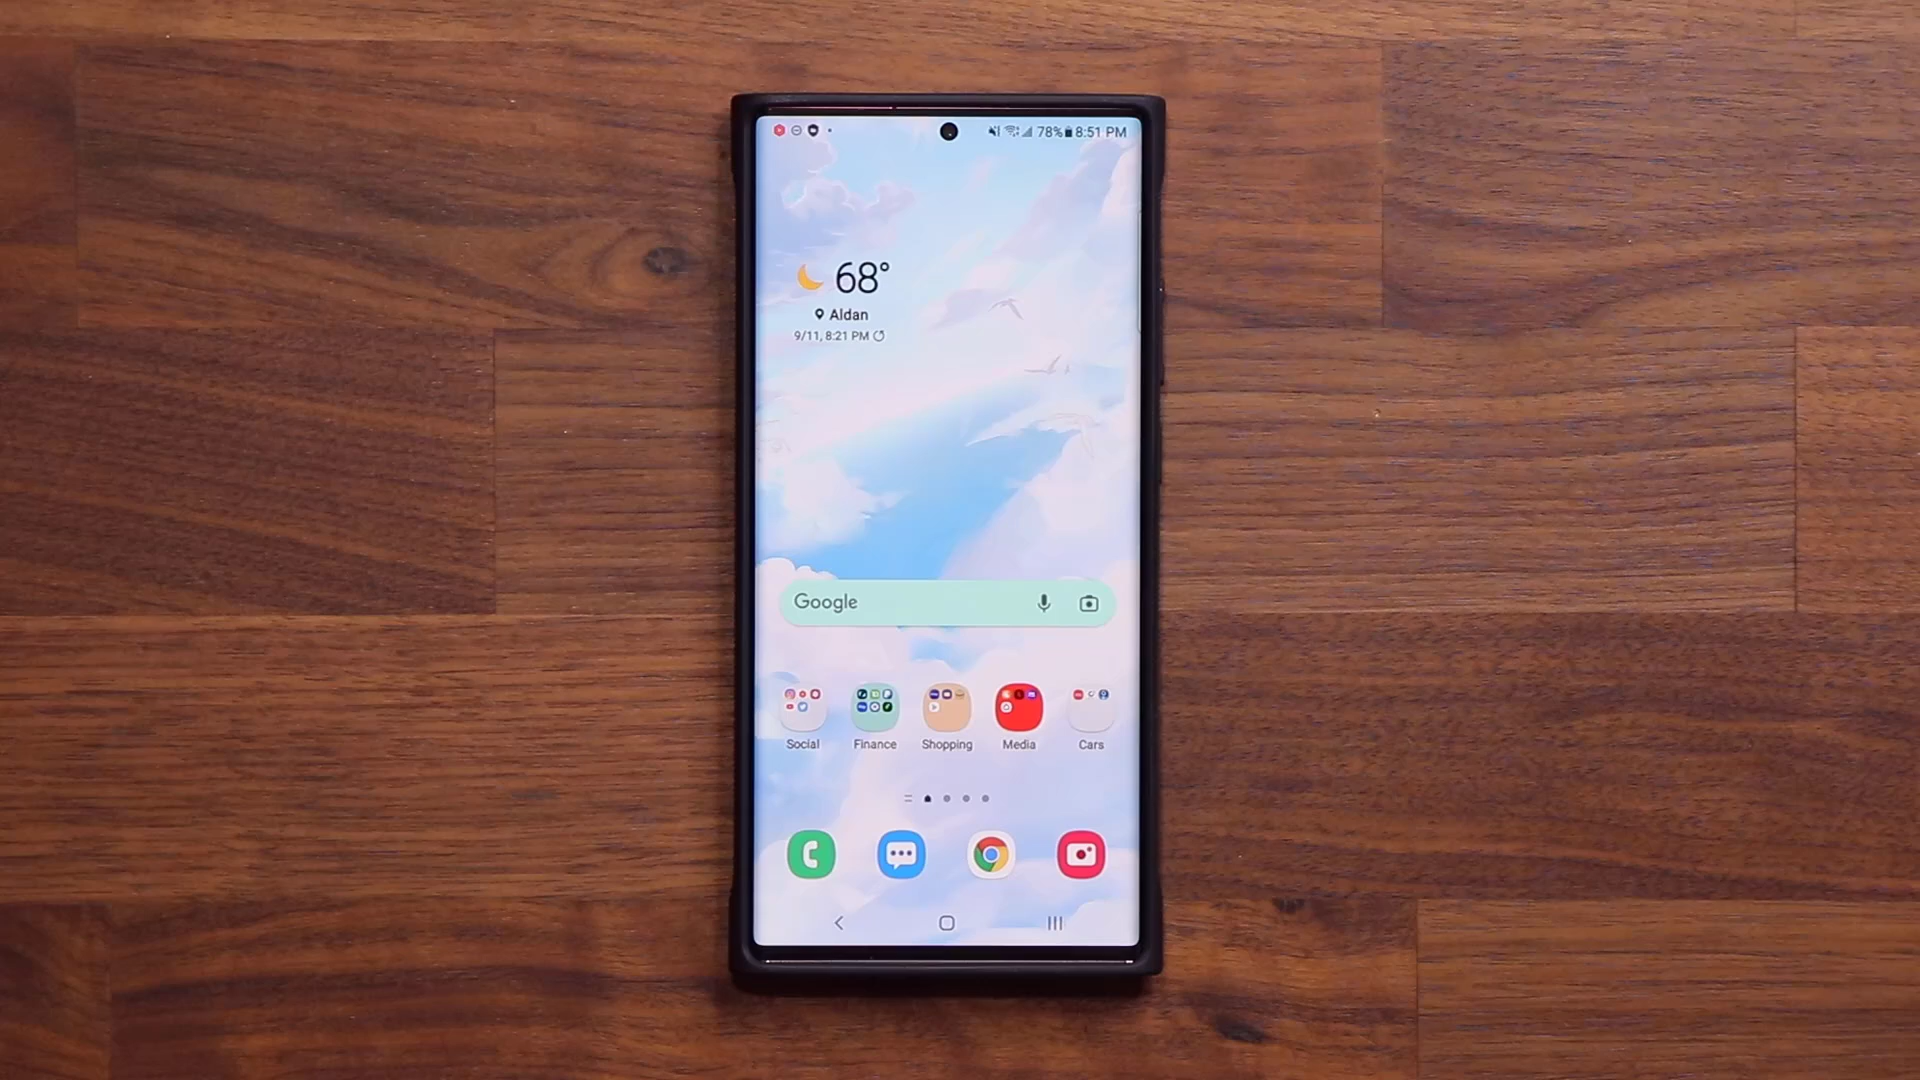 78% 8:51 PM
68°
Aldan
9/11, 8:21 PM
Google
Social Finance Shopping Media Cars